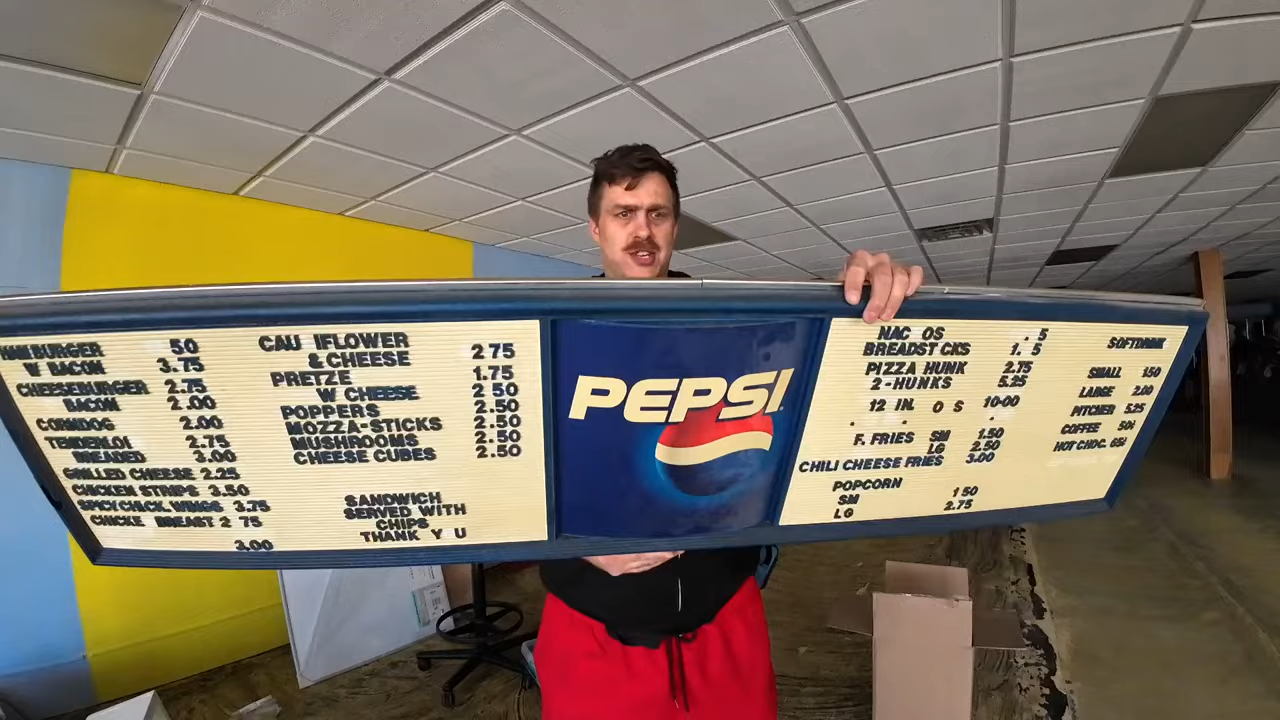 HAMBURGER 50
W BACON 3.75
CHEESEBURGER 2.75
BACON 2.00
CORNDOG 2.00
TENDERLOI 2.75
BREADED 3.00
GRILLED CHEESE 2.25
CHICKEN STRIPS 3.50
SPICY CHICK. WINGS 3.75
CHICKE BREAST 2 75
3.00
CAU IFLOWER
& CHEESE 2 75
PRETZE 1.75
W CHEESE 2 50
POPPERS 2.50
MOZZA-STICKS 2.50
MUSHROOMS 2.50
CHEESE CUBES 2.50
SANDWICH
SERVED WITH
CHIPS
THANK Y U
PEPSI
NAC OS . 5
BREADST CKS 1. 5
PIZZA HUNK 2.75
2-HUNKS 5.25
12 IN. O S 10-00
. . .
F. FRIES SM 1.50
LG 2.50
CHILI CHEESE FRIES 3.00
POPCORN
SM 1 50
LG 2.75
SOFTDRINK
SMALL 1.50
LARGE 2.00
PITCHER 5.25
COFFEE 50¢
HOT CHOC. 65¢